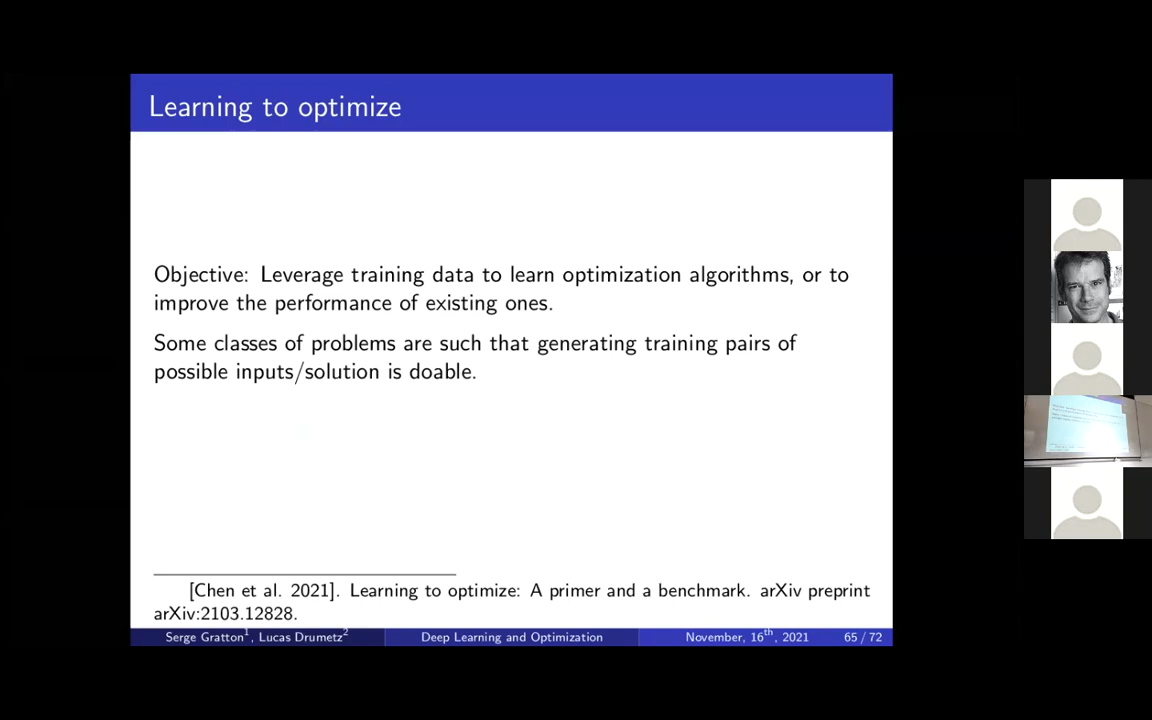 Learning to optimize
Objective: Leverage training data to learn optimization algorithms, or to
improve the performance of existing ones.
Some classes of problems are such that generating training pairs of
possible inputs/solution is doable.
[Chen et al. 2021]. Learning to optimize: A primer and a benchmark. arXiv preprint
arXiv:2103.12828.
Serge Gratton¹, Lucas Drumetz² Deep Learning and Optimization November, 16th, 2021 65 / 72